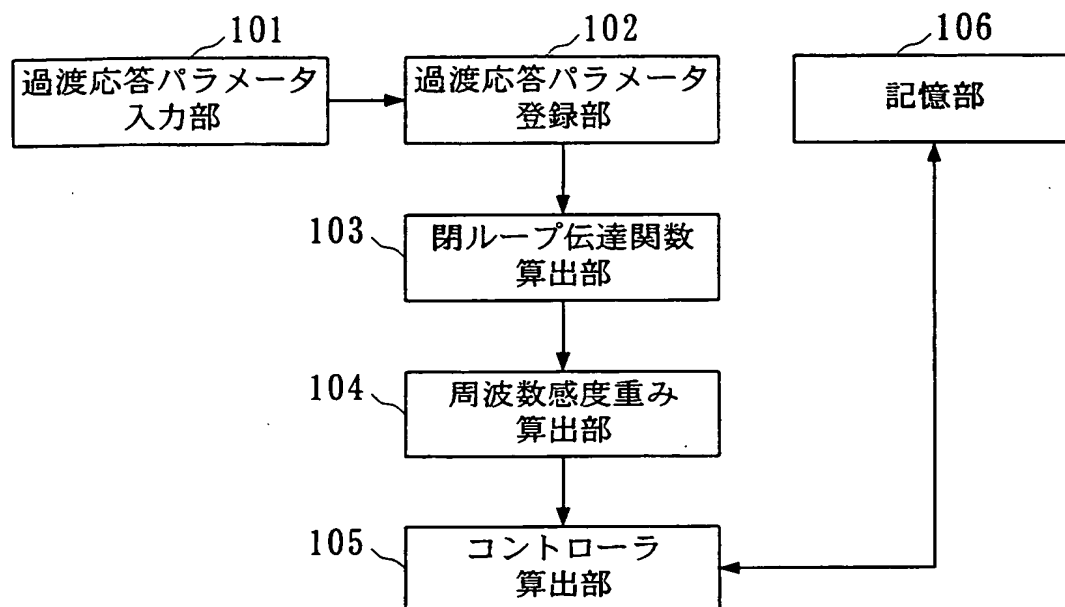 101
過渡応答パラメータ
入力部
102
過渡応答パラメータ
登録部
106
記憶部
103
閉ループ伝達関数
算出部
104
周波数感度重み
算出部
105
コントローラ
算出部